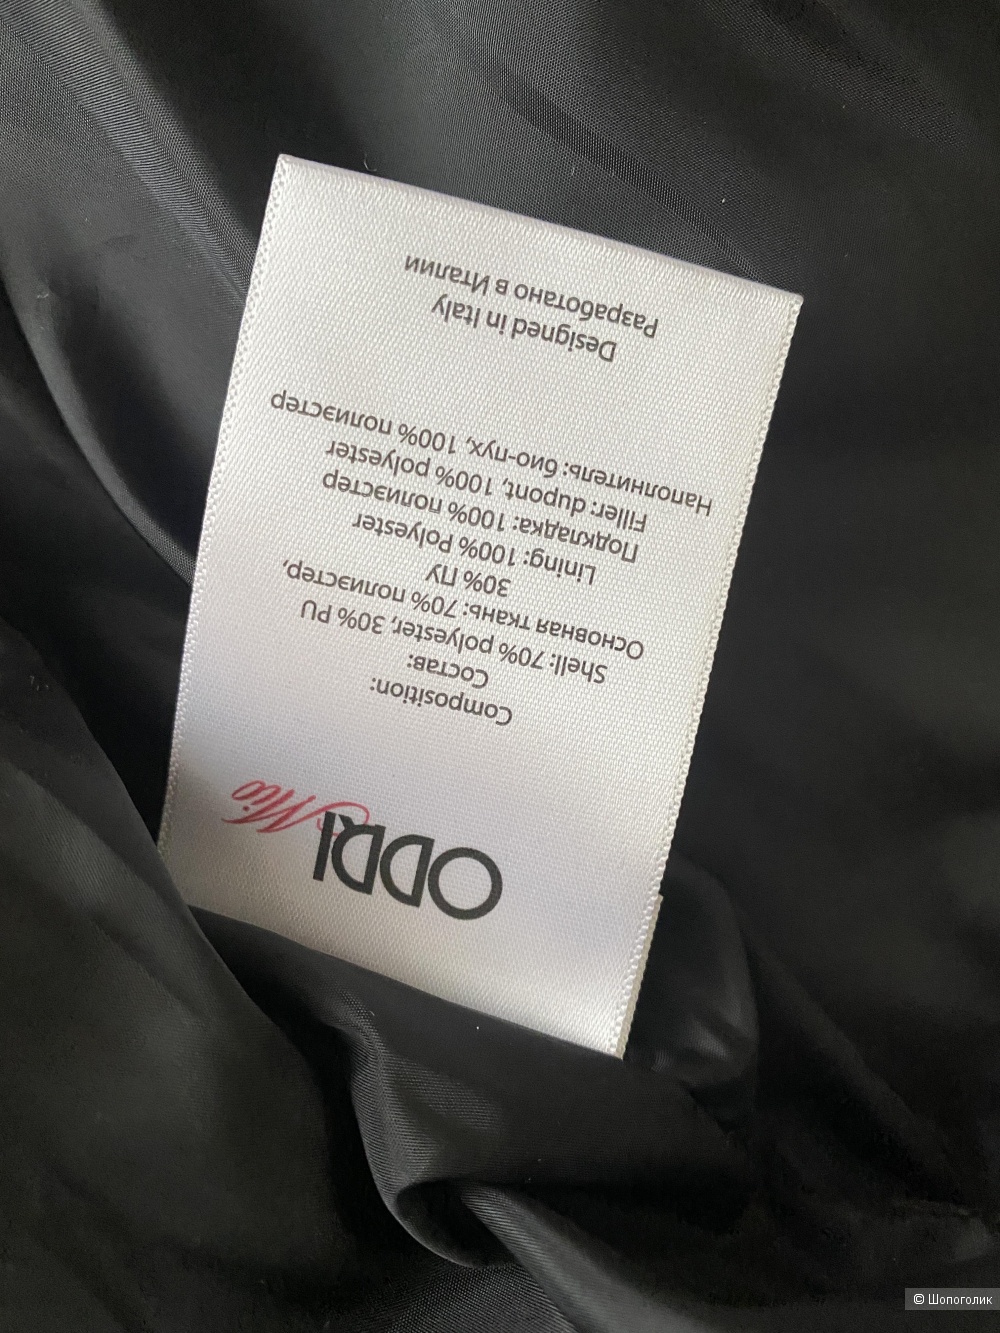 ODRI Mio
Composition:
Состав:
Shell: 70% polyester, 30% PU
Основная ткань: 70% полиэстер,
30% ПУ
Lining: 100% Polyester
Подкладка: 100% полиэстер
Filler: dupont, 100% polyester
Наполнитель: био-пух, 100% полиэстер
Designed in Italy
Разработано в Италии
© Шопоголик